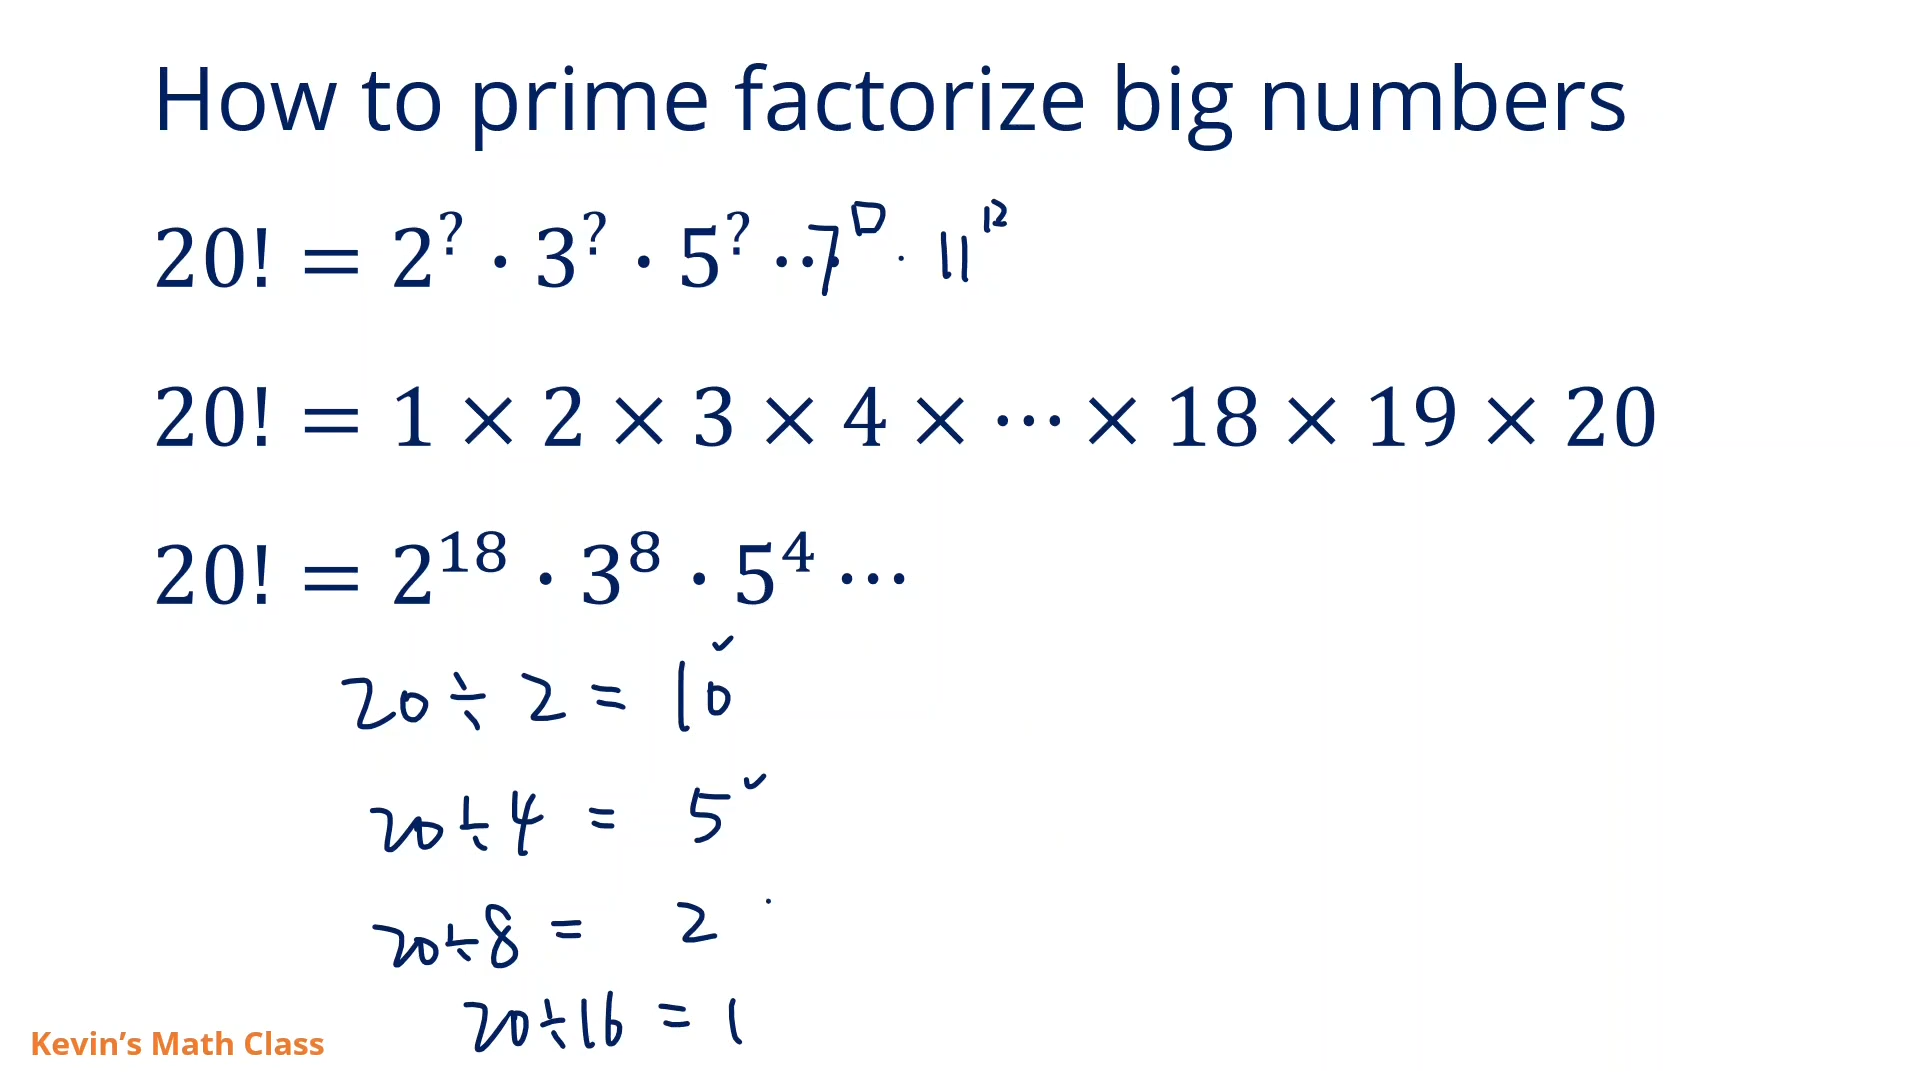 How to prime factorize big numbers
20! = 2^? · 3^? · 5^? ··· 7^□ · 11^12
20! = 1 × 2 × 3 × 4 × ··· × 18 × 19 × 20
20! = 2^18 · 3^8 · 5^4 ···
20 ÷ 2 = 10 ✓
20 ÷ 4 = 5 ✓
20 ÷ 8 = 2 ·
20 ÷ 16 = 1
Kevin’s Math Class